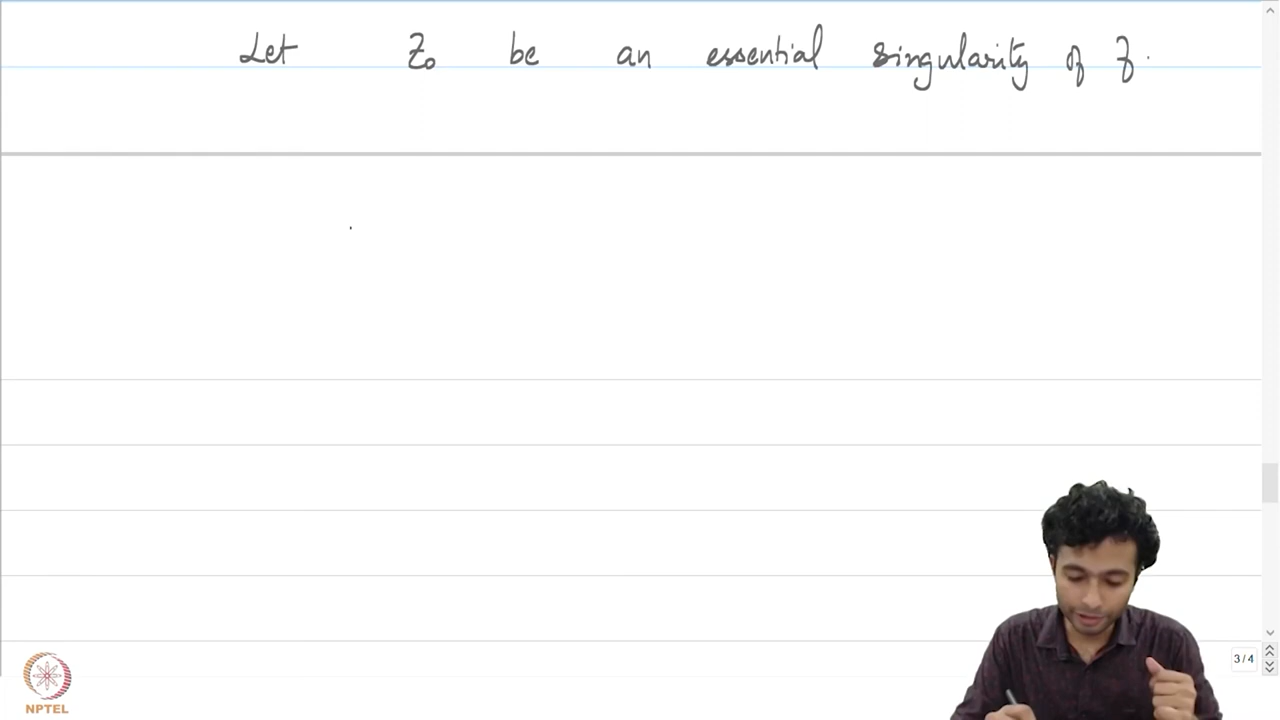 Let z₀ be an essential singularity of f.
3 / 4
NPTEL